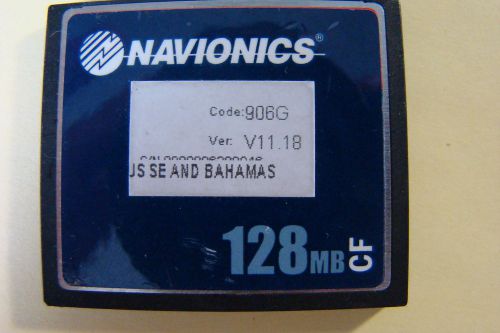 NAVIONICS®
Code: 906G
Ver: V11.18
JS SE AND BAHAMAS
128MB CF